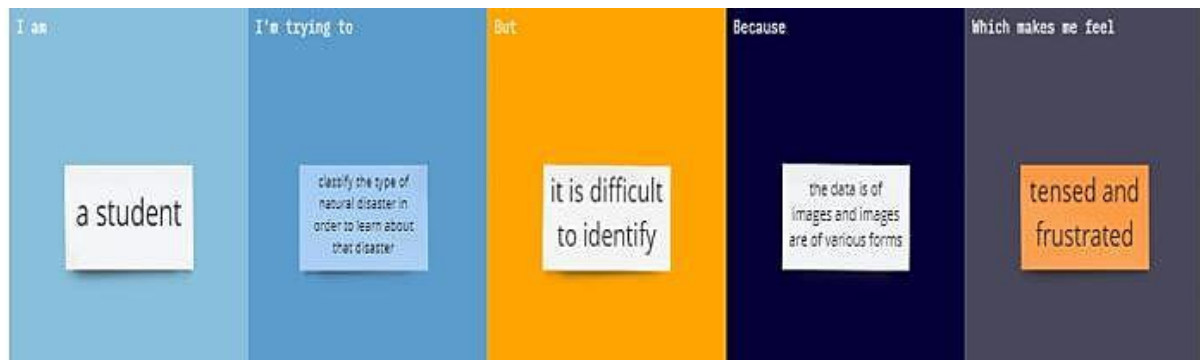 I am
a student
I'm trying to
classify the type of
natural disaster in
order to learn about
that disaster
But
it is difficult
to identify
Because
the data is of
images and images
are of various forms
Which makes me feel
tensed and
frustrated